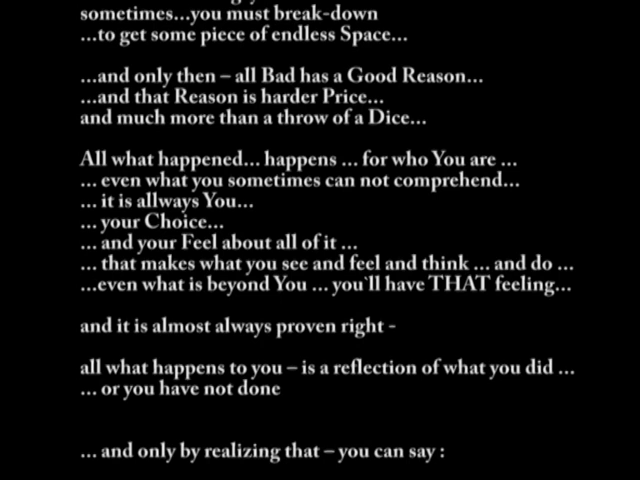 sometimes...you must break-down
...to get some piece of endless Space...
...and only then – all Bad has a Good Reason...
...and that Reason is harder Price...
and much more than a throw of a Dice...
All what happened... happens ... for who You are ...
... even what you sometimes can not comprehend...
... it is allways You...
... your Choice...
... and your Feel about all of it ...
... that makes what you see and feel and think ... and do ...
...even what is beyond You ... you`ll have THAT feeling...
and it is almost always proven right -
all what happens to you – is a reflection of what you did ...
... or you have not done
... and only by realizing that – you can say :